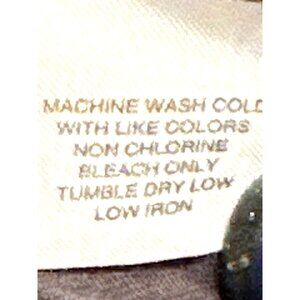 MACHINE WASH COLD
WITH LIKE COLORS
NON CHLORINE
BLEACH ONLY
TUMBLE DRY LOW
LOW IRON